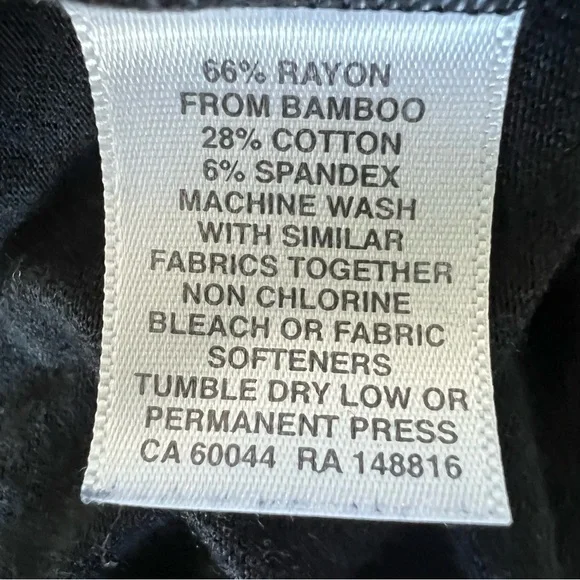 66% RAYON
FROM BAMBOO
28% COTTON
6% SPANDEX
MACHINE WASH
WITH SIMILAR
FABRICS TOGETHER
NON CHLORINE
BLEACH OR FABRIC
SOFTENERS
TUMBLE DRY LOW OR
PERMANENT PRESS
CA 60044 RA 148816